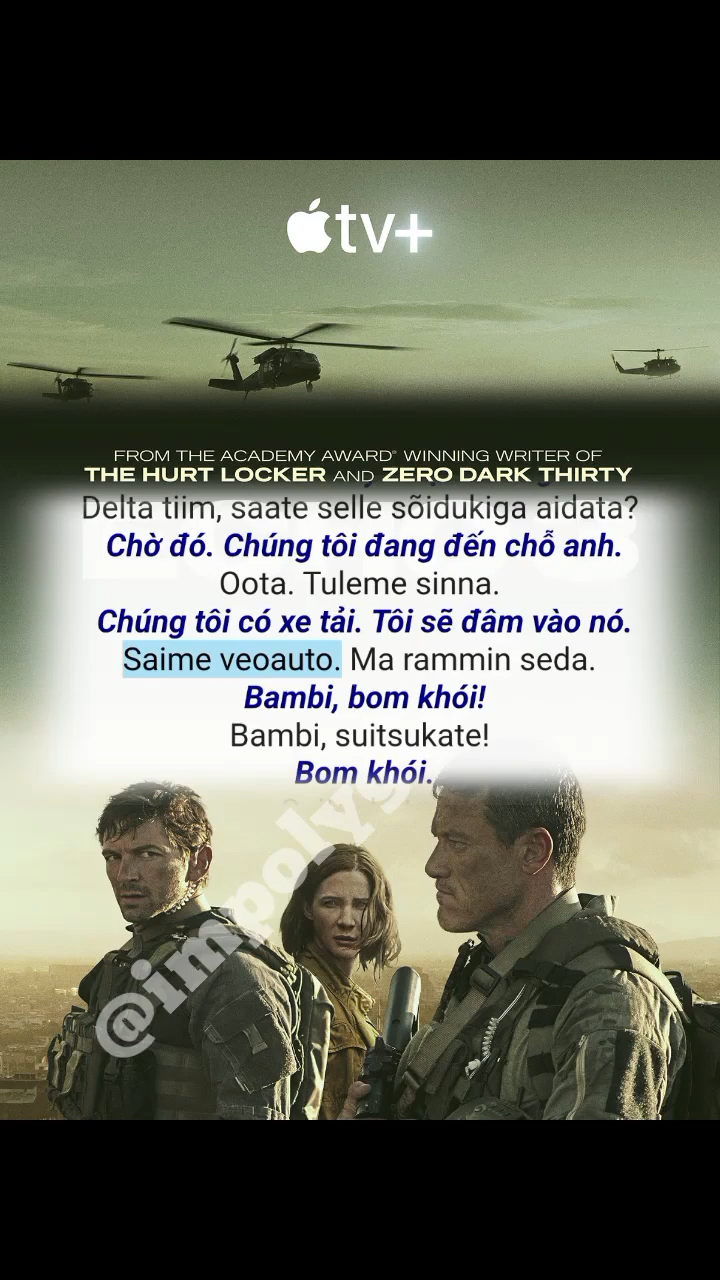 tv+
FROM THE ACADEMY AWARD® WINNING WRITER OF
THE HURT LOCKER AND ZERO DARK THIRTY
Delta tiim, saate selle sõidukiga aidata?
Chờ đó. Chúng tôi đang đến chỗ anh.
Oota. Tuleme sinna.
Chúng tôi có xe tải. Tôi sẽ đâm vào nó.
Saime veoauto. Ma rammin seda.
Bambi, bom khói!
Bambi, suitsukate!
Bom khói.